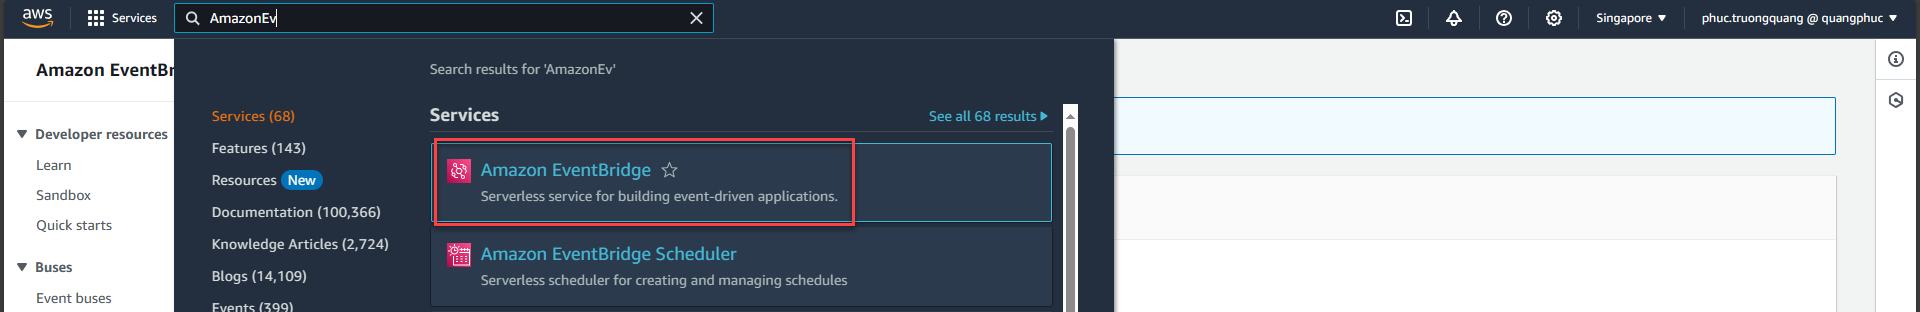 aws
Services
AmazonEv
Singapore
phuc.truongquang @ quangphuc
Amazon EventBr
Developer resources
Learn
Sandbox
Quick starts
Buses
Event buses
Search results for 'AmazonEv'
Services (68)
Features (143)
Resources New
Documentation (100,366)
Knowledge Articles (2,724)
Blogs (14,109)
Events (399)
Services
See all 68 results
Amazon EventBridge
Serverless service for building event-driven applications.
Amazon EventBridge Scheduler
Serverless scheduler for creating and managing schedules